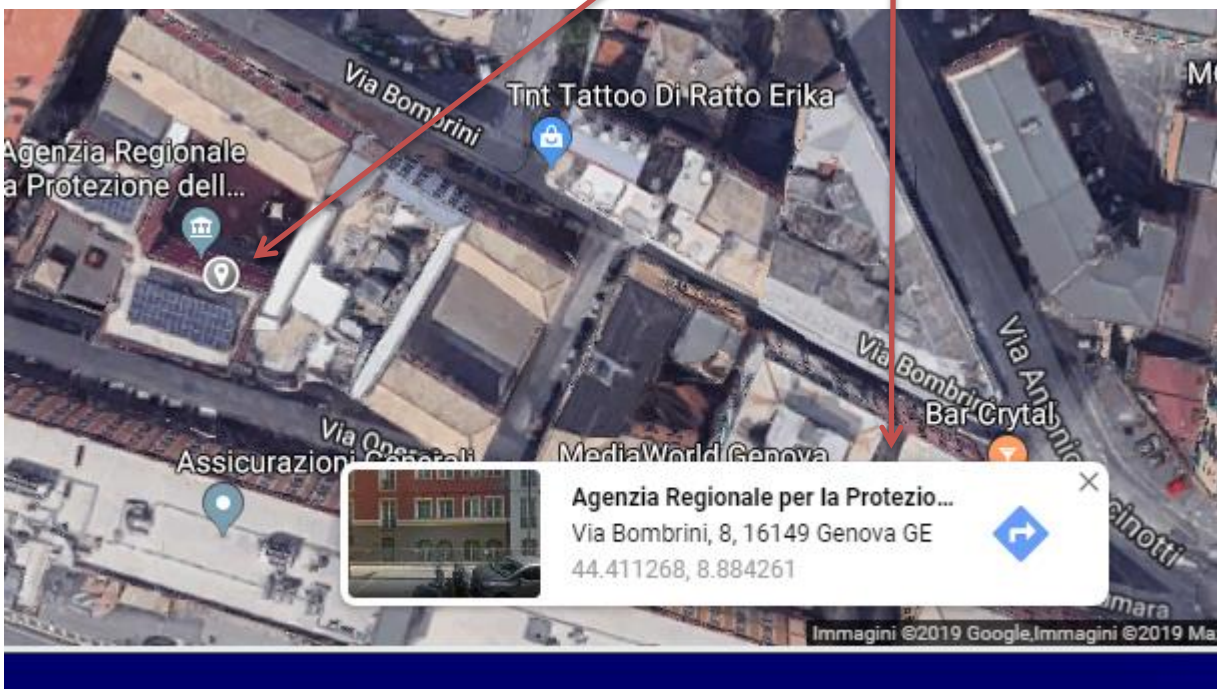 Via Bombrini
Tnt Tattoo Di Ratto Erika
Agenzia Regionale
a Protezione dell...
Via Bombrini
Via Antonio
Bar Crytal
Via
Assicurazioni Generali
MediaWorld Genova
Agenzia Regionale per la Protezio...
Via Bombrini, 8, 16149 Genova GE
44.411268, 8.884261
Immagini ©2019 Google,Immagini ©2019 Ma